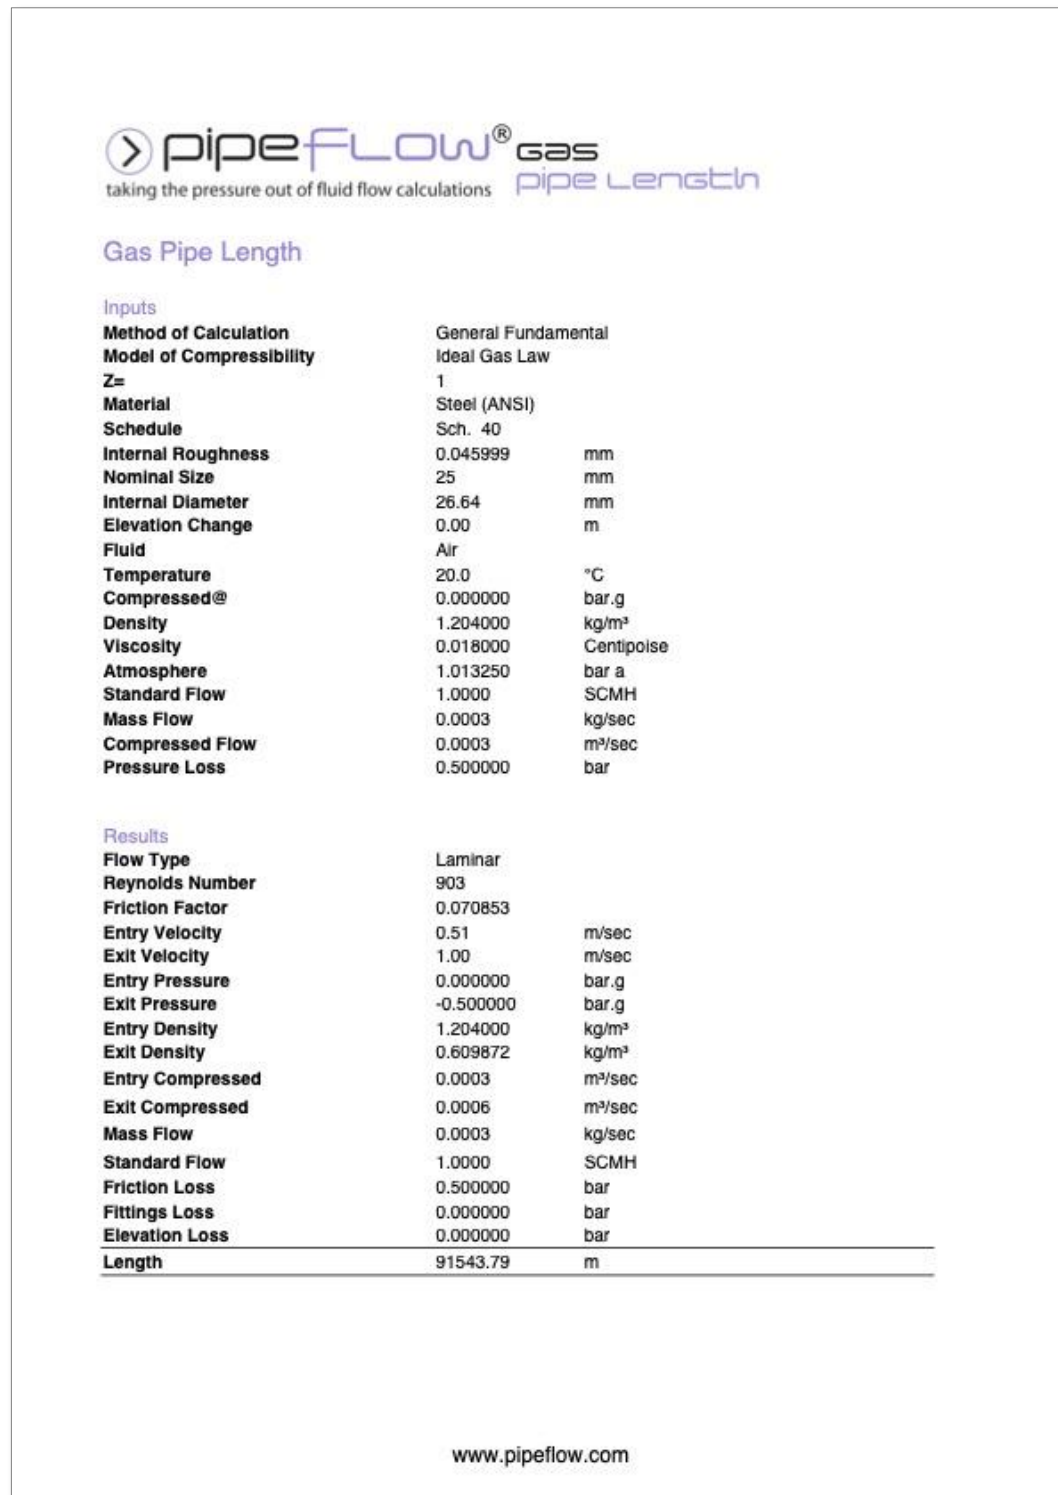 pipeFLOW® Gas
pipe Length
taking the pressure out of fluid flow calculations
Gas Pipe Length
Inputs
Method of Calculation General Fundamental
Model of Compressibility Ideal Gas Law
Z= 1
Material Steel (ANSI)
Schedule Sch. 40
Internal Roughness 0.045999 mm
Nominal Size 25 mm
Internal Diameter 26.64 mm
Elevation Change 0.00 m
Fluid Air
Temperature 20.0 °C
Compressed@ 0.000000 bar.g
Density 1.204000 kg/m³
Viscosity 0.018000 Centipoise
Atmosphere 1.013250 bar a
Standard Flow 1.0000 SCMH
Mass Flow 0.0003 kg/sec
Compressed Flow 0.0003 m³/sec
Pressure Loss 0.500000 bar
Results
Flow Type Laminar
Reynolds Number 903
Friction Factor 0.070853
Entry Velocity 0.51 m/sec
Exit Velocity 1.00 m/sec
Entry Pressure 0.000000 bar.g
Exit Pressure -0.500000 bar.g
Entry Density 1.204000 kg/m³
Exit Density 0.609872 kg/m³
Entry Compressed 0.0003 m³/sec
Exit Compressed 0.0006 m³/sec
Mass Flow 0.0003 kg/sec
Standard Flow 1.0000 SCMH
Friction Loss 0.500000 bar
Fittings Loss 0.000000 bar
Elevation Loss 0.000000 bar
Length 91543.79 m
www.pipeflow.com